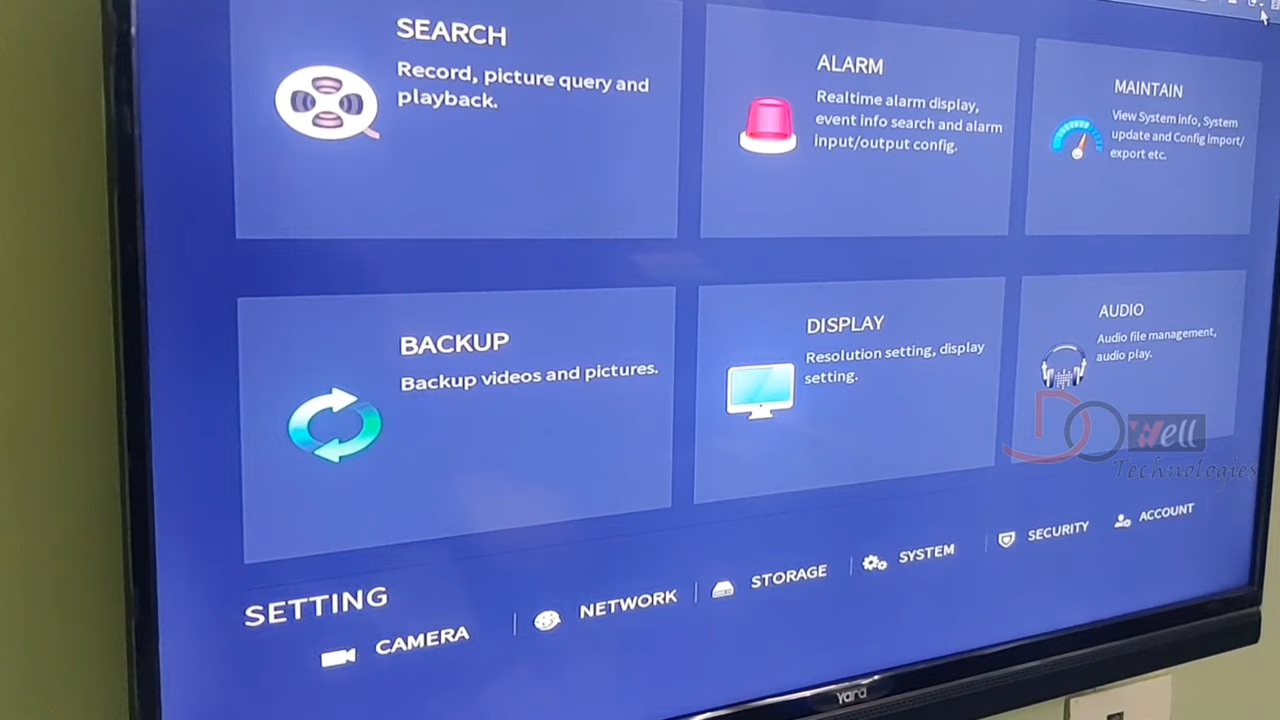 SEARCH
Record, picture query and
playback.
ALARM
Realtime alarm display,
event info search and alarm
input/output config.
MAINTAIN
View System info, System
update and Config import/
export etc.
BACKUP
Backup videos and pictures.
DISPLAY
Resolution setting, display
setting.
AUDIO
Audio file management,
audio play.
DO Well
Technologies
SETTING
CAMERA
NETWORK
STORAGE
SYSTEM
SECURITY
ACCOUNT
Yara